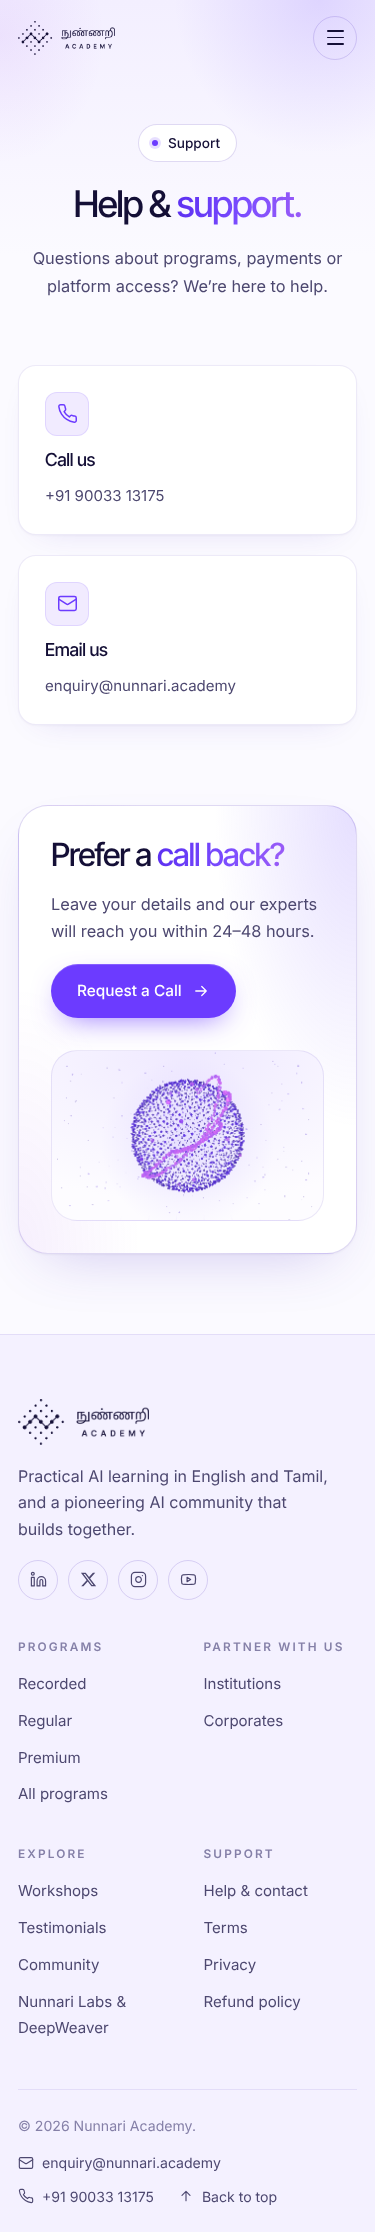 நுண்ணறி
ACADEMY
Support
Help & support.
Questions about programs, payments or
platform access? We’re here to help.
Call us
+91 90033 13175
Email us
enquiry@nunnari.academy
Prefer a call back?
Leave your details and our experts
will reach you within 24–48 hours.
Request a Call →
நுண்ணறி
ACADEMY
Practical AI learning in English and Tamil,
and a pioneering AI community that
builds together.
PROGRAMS
Recorded
Regular
Premium
All programs
PARTNER WITH US
Institutions
Corporates
EXPLORE
Workshops
Testimonials
Community
Nunnari Labs &
DeepWeaver
SUPPORT
Help & contact
Terms
Privacy
Refund policy
© 2026 Nunnari Academy.
enquiry@nunnari.academy
+91 90033 13175
↑ Back to top